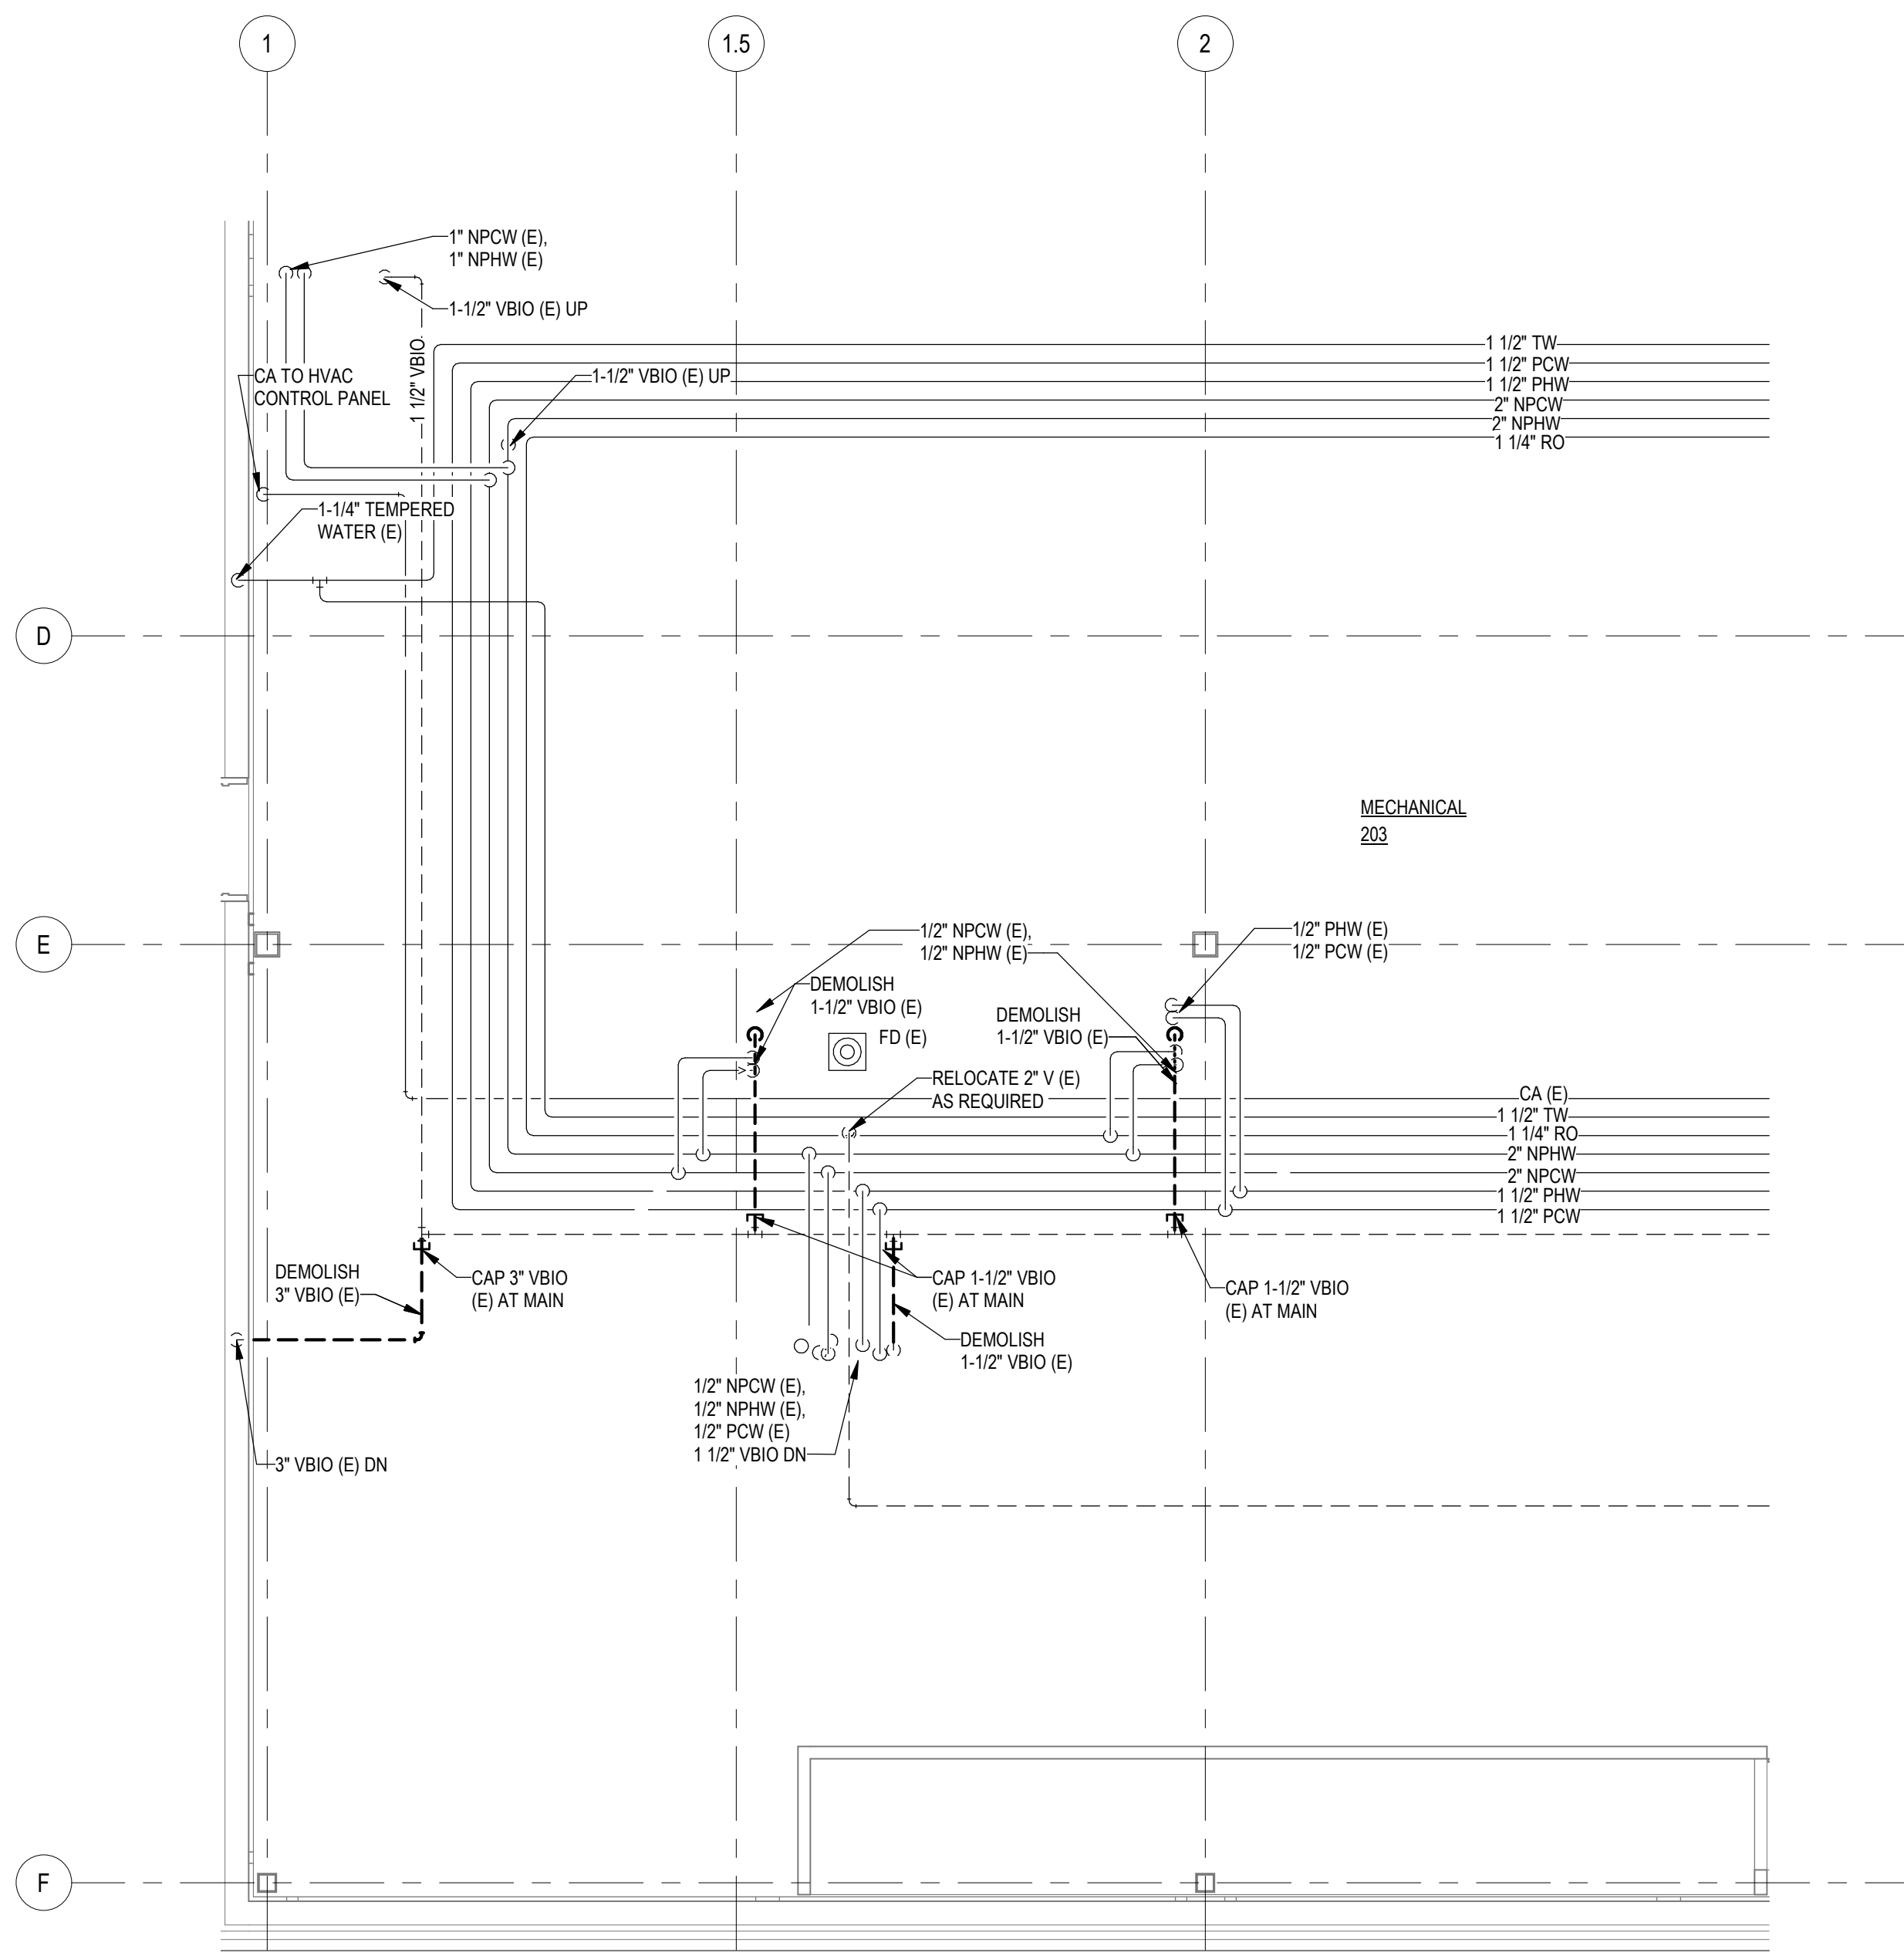 1
1.5
2
1" NPCW (E),
1" NPHW (E)
1-1/2" VBIO (E) UP
1 1/2" VBIO
1 1/2" TW
1 1/2" PCW
1 1/2" PHW
2" NPCW
2" NPHW
1 1/4" RO
CA TO HVAC
CONTROL PANEL
1-1/2" VBIO (E) UP
1-1/4" TEMPERED
WATER (E)
D
MECHANICAL
203
E
1/2" NPCW (E),
1/2" NPHW (E)
1/2" PHW (E)
1/2" PCW (E)
DEMOLISH
1-1/2" VBIO (E)
FD (E)
DEMOLISH
1-1/2" VBIO (E)
RELOCATE 2" V (E)
AS REQUIRED
CA (E)
1 1/2" TW
1 1/4" RO
2" NPHW
2" NPCW
1 1/2" PHW
1 1/2" PCW
DEMOLISH
3" VBIO (E)
CAP 3" VBIO
(E) AT MAIN
CAP 1-1/2" VBIO
(E) AT MAIN
CAP 1-1/2" VBIO
(E) AT MAIN
DEMOLISH
1-1/2" VBIO (E)
1/2" NPCW (E),
1/2" NPHW (E),
1/2" PCW (E)
1 1/2" VBIO DN
3" VBIO (E) DN
F